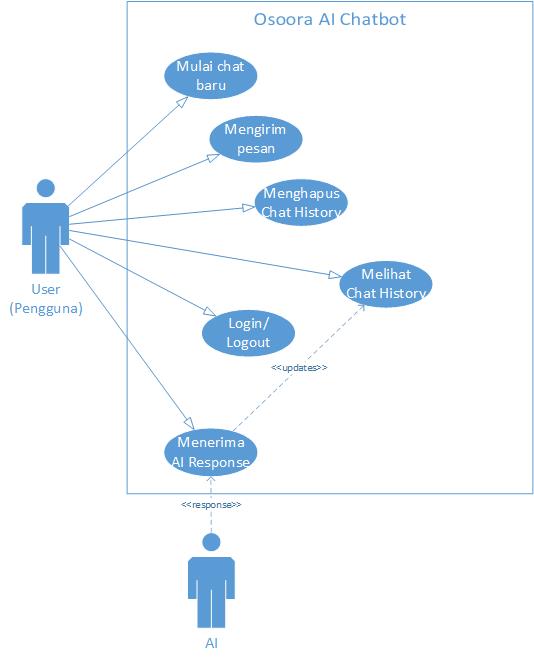 Osoora AI Chatbot
Mulai chat
baru
Mengirim
pesan
Menghapus
Chat History
Melihat
Chat History
User
(Pengguna)
Login/
Logout
<<updates>>
Menerima
AI Response
<<response>>
AI